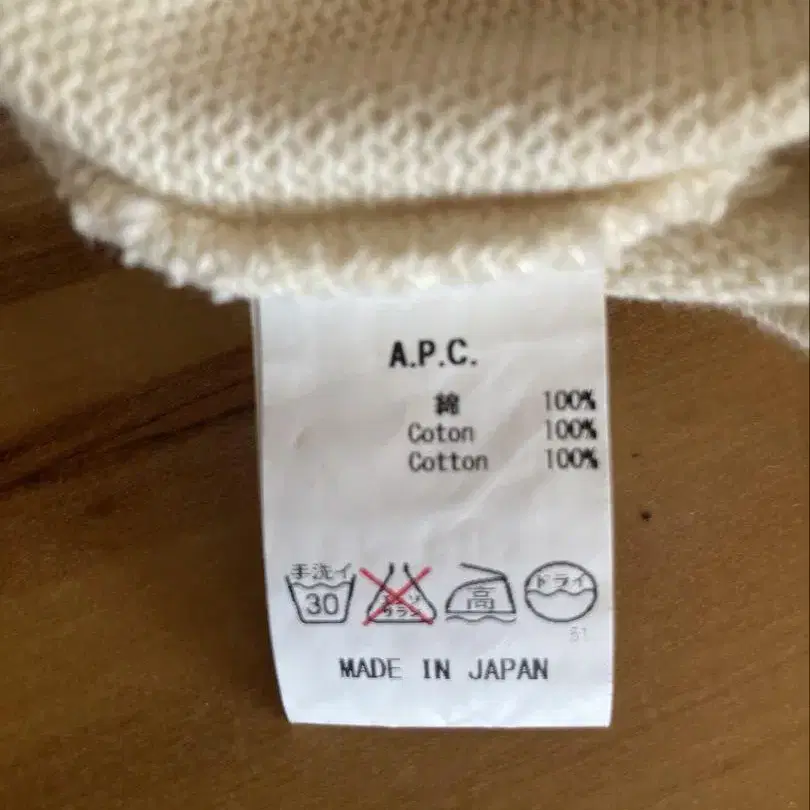 A.P.C.
綿 100%
Coton 100%
Cotton 100%
手洗イ
30
高
ドライ
MADE IN JAPAN